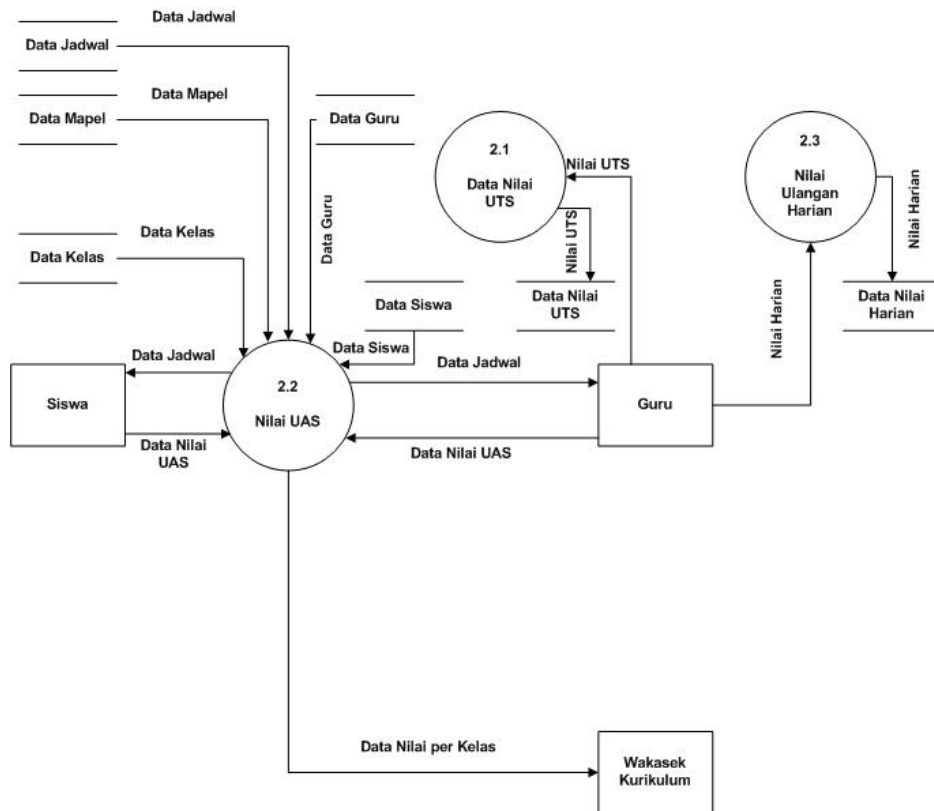 Data Jadwal
Data Jadwal
Data Mapel
Data Mapel
Data Guru
Data Guru
2.1
Data Nilai
UTS
Nilai UTS
Nilai UTS
Data Nilai
UTS
2.3
Nilai
Ulangan
Harian
Nilai Harian
Nilai Harian
Data Nilai
Harian
Data Kelas
Data Kelas
Data Siswa
Data Siswa
Data Jadwal
Data Jadwal
Siswa
2.2
Nilai UAS
Guru
Data Nilai
UAS
Data Nilai UAS
Data Nilai per Kelas
Wakasek
Kurikulum